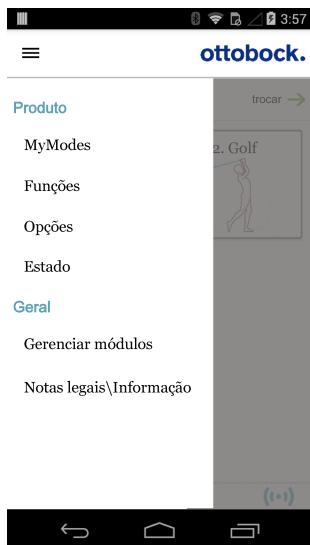 3:57
ottobock.
Produto
trocar
MyModes
2. Golf
Funções
Opções
Estado
Geral
Gerenciar módulos
Notas legais\Informação